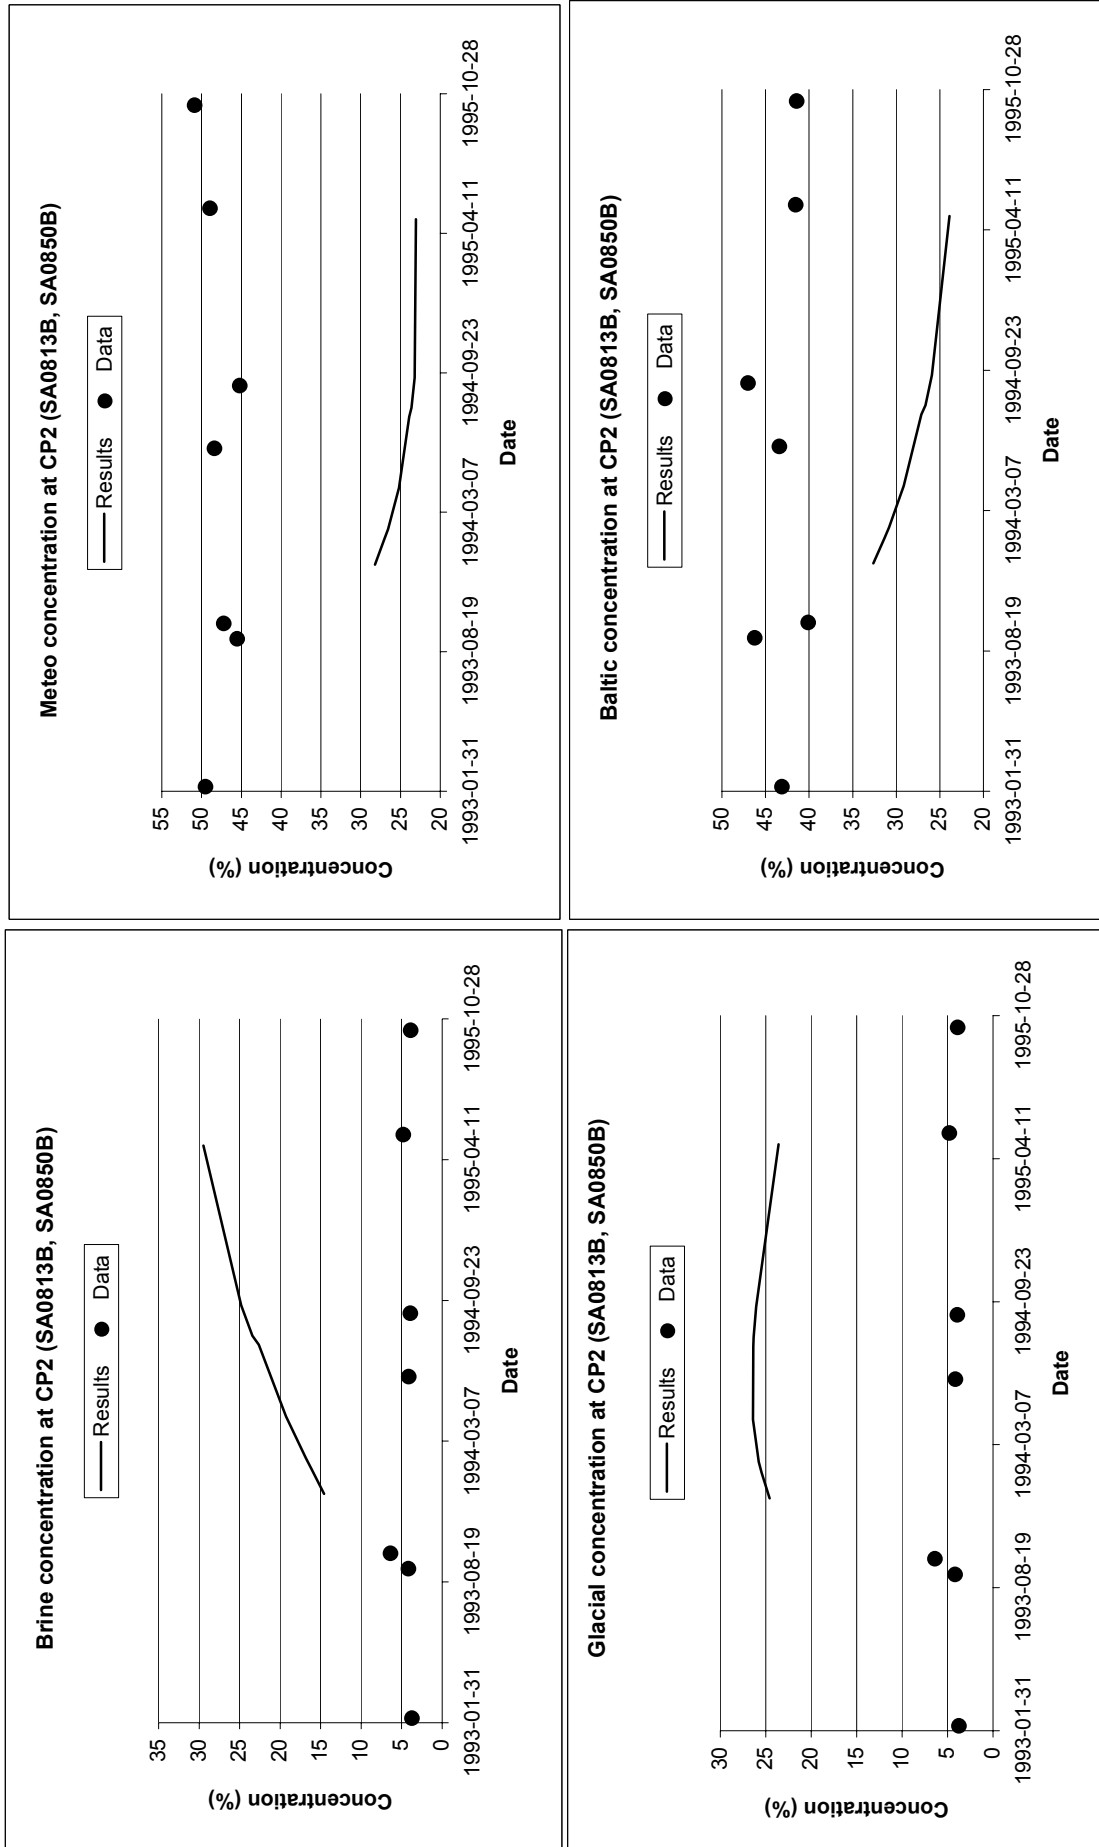 Brine concentration at CP2 (SA0813B, SA0850B)
Results Data
35
30
25
20
15
10
5
0
Concentration (%)
1993-01-31 1993-08-19 1994-03-07 1994-09-23 1995-04-11 1995-10-28
Date
Meteo concentration at CP2 (SA0813B, SA0850B)
Results Data
55
50
45
40
35
30
25
20
Concentration (%)
1993-01-31 1993-08-19 1994-03-07 1994-09-23 1995-04-11 1995-10-28
Date
Glacial concentration at CP2 (SA0813B, SA0850B)
Results Data
30
25
20
15
10
5
0
Concentration (%)
1993-01-31 1993-08-19 1994-03-07 1994-09-23 1995-04-11 1995-10-28
Date
Baltic concentration at CP2 (SA0813B, SA0850B)
Results Data
50
45
40
35
30
25
20
Concentration (%)
1993-01-31 1993-08-19 1994-03-07 1994-09-23 1995-04-11 1995-10-28
Date